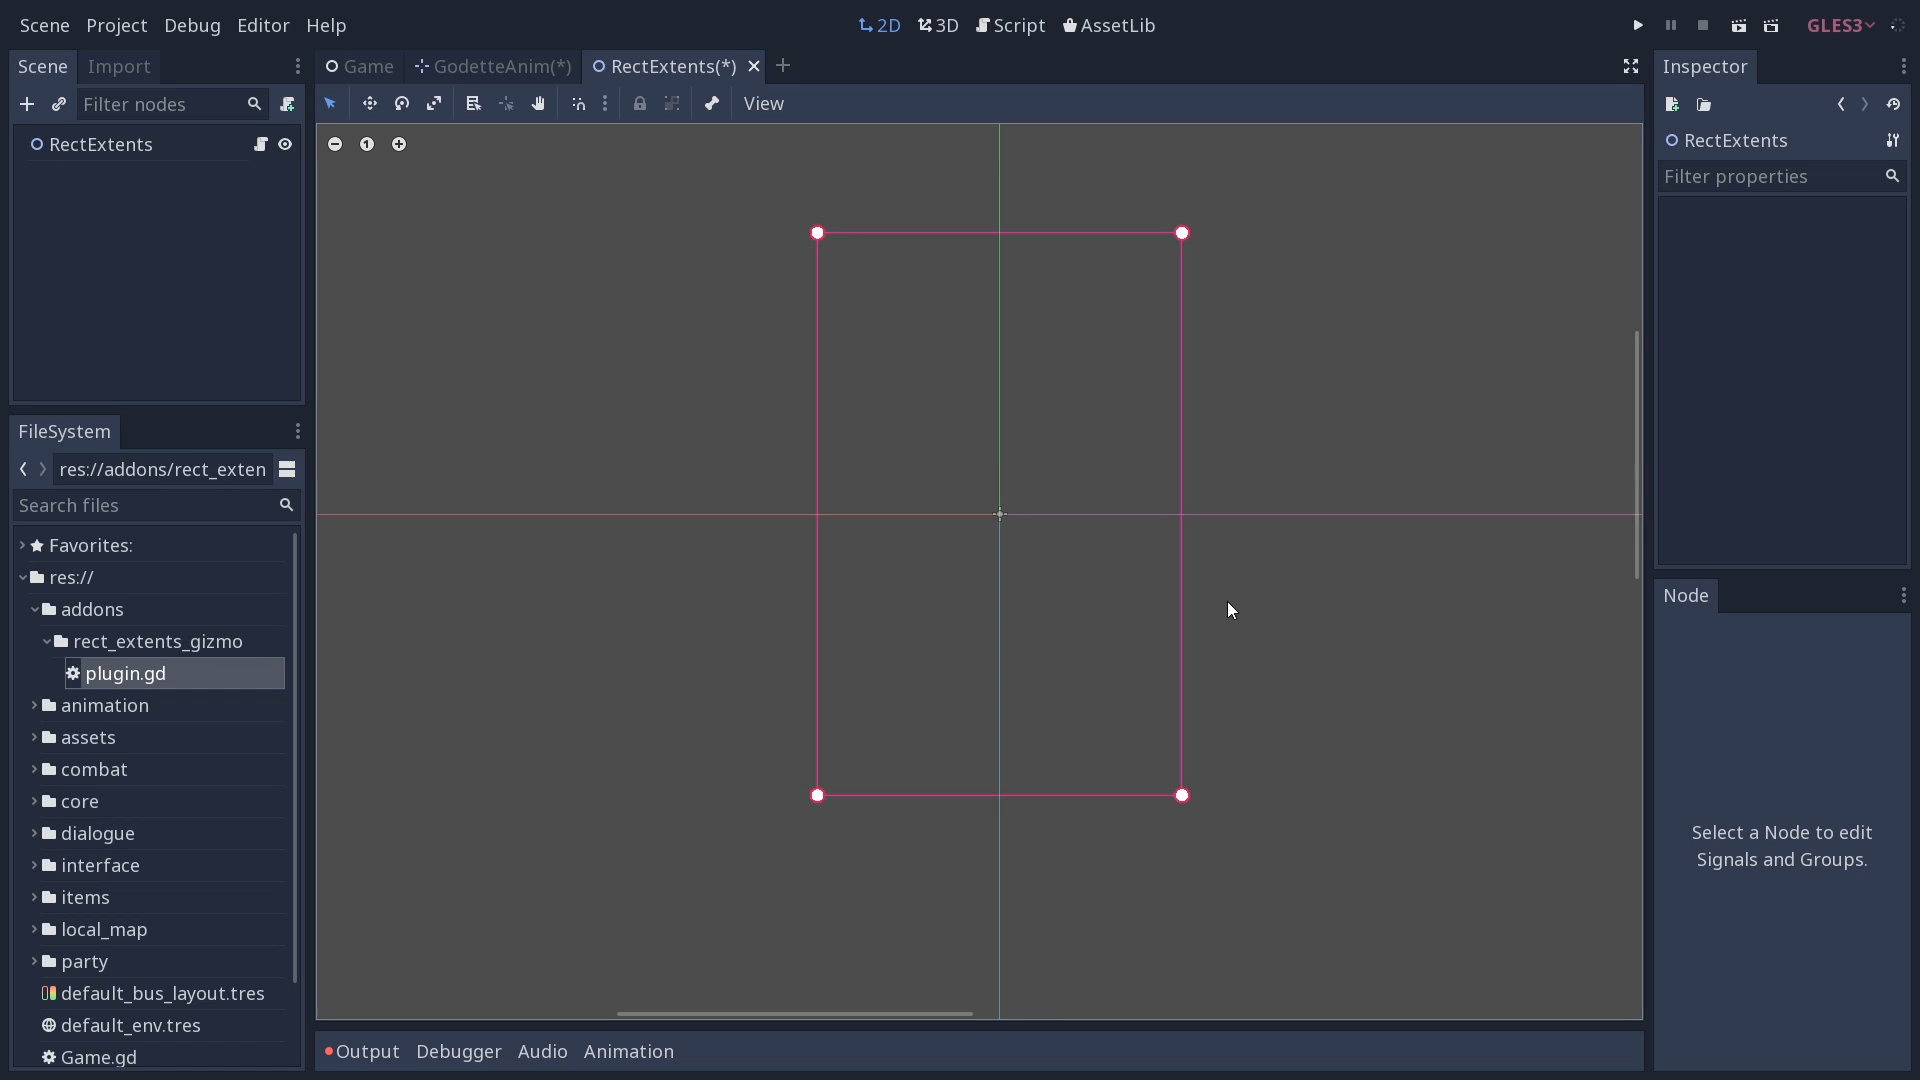 Scene Project Debug Editor Help 2D 3D Script AssetLib GLES3
Scene Import
Filter nodes
RectExtents
FileSystem
res://addons/rect_exten
Search files
Favorites:
res://
addons
rect_extents_gizmo
plugin.gd
animation
assets
combat
core
dialogue
interface
items
local_map
party
default_bus_layout.tres
default_env.tres
Game.gd
Game GodetteAnim(*) RectExtents(*)
View
1
Output Debugger Audio Animation
Inspector
RectExtents
Filter properties
Node
Select a Node to edit
Signals and Groups.